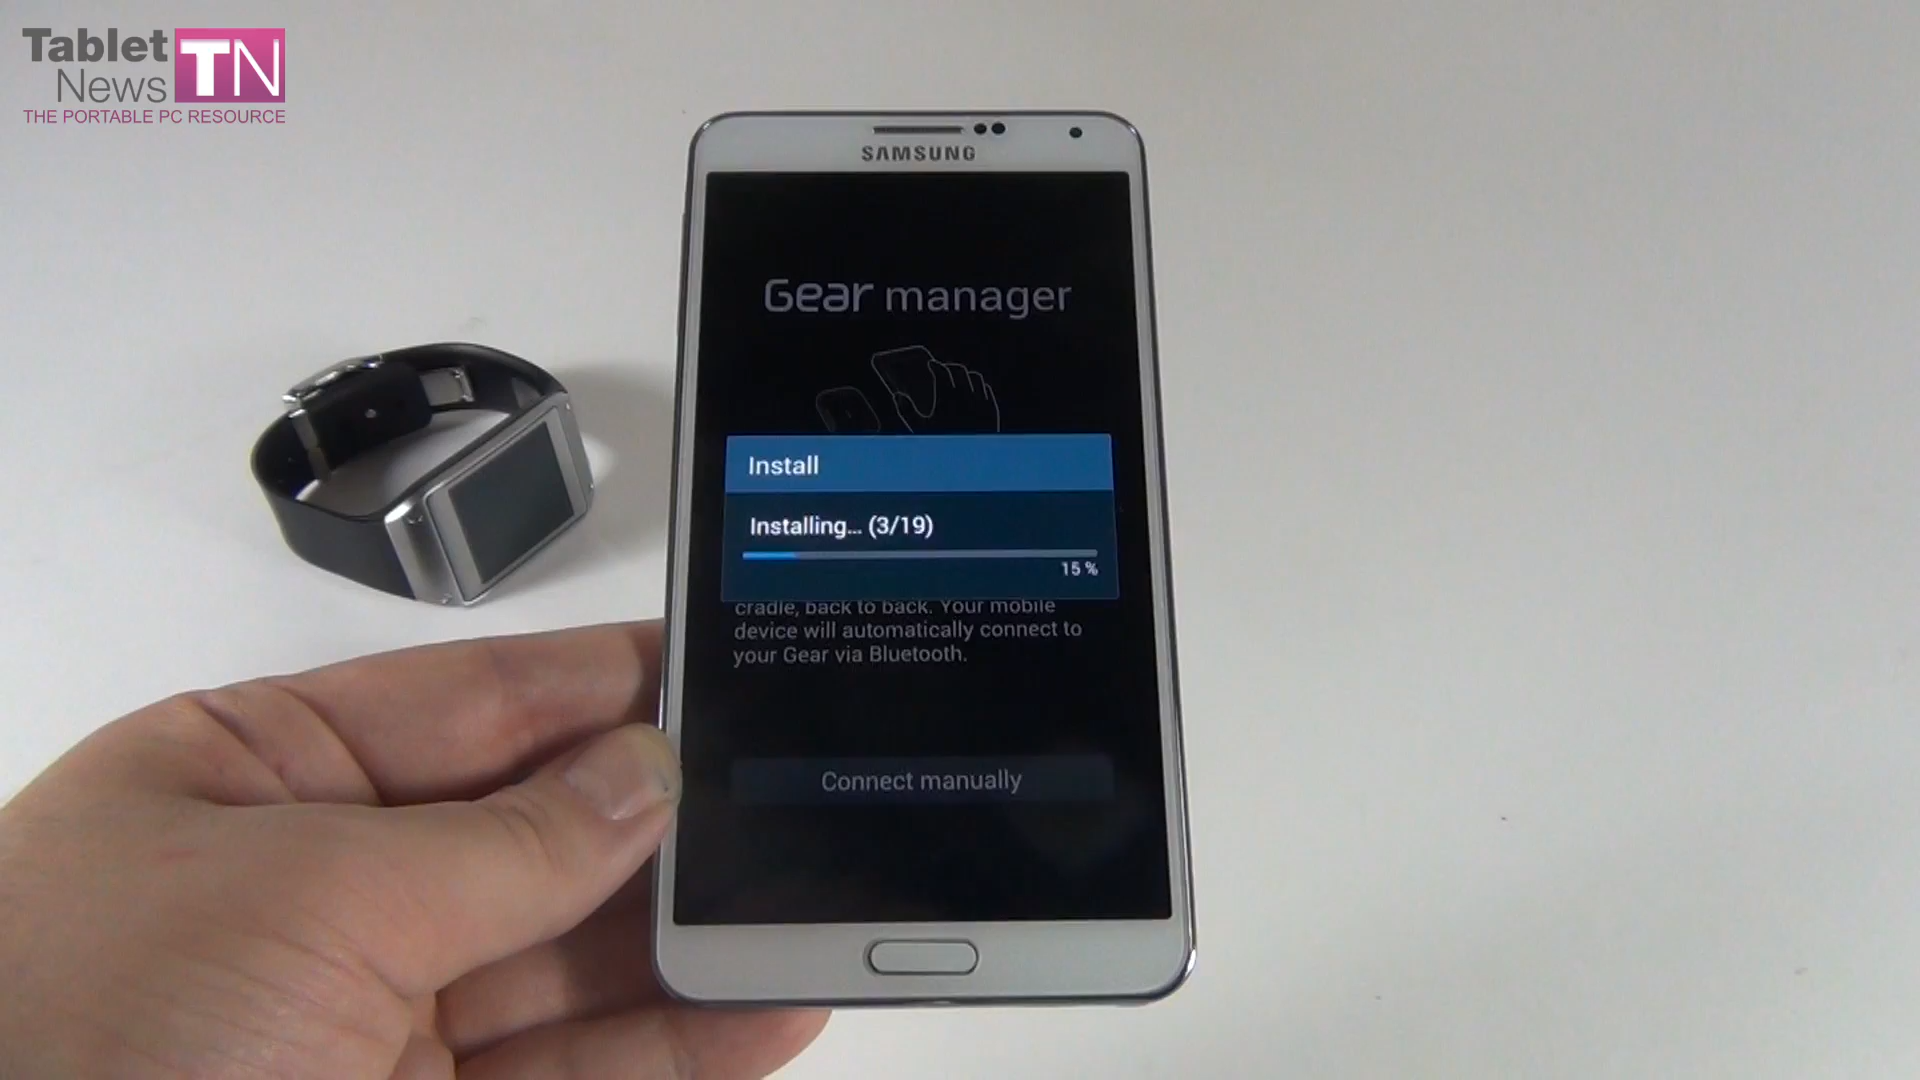 Tablet
News TN
THE PORTABLE PC RESOURCE
SAMSUNG
Gear manager
Install
Installing... (3/19)
15 %
cradle, back to back. Your mobile
device will automatically connect to
your Gear via Bluetooth.
Connect manually